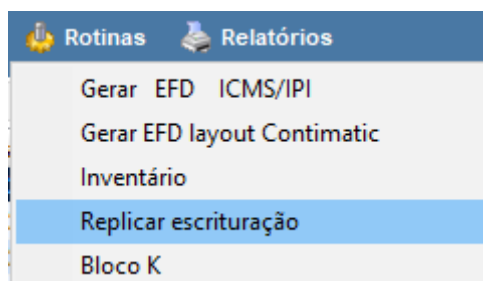 Rotinas Relatórios
Gerar EFD ICMS/IPI
Gerar EFD layout Contimatic
Inventário
Replicar escrituração
Bloco K